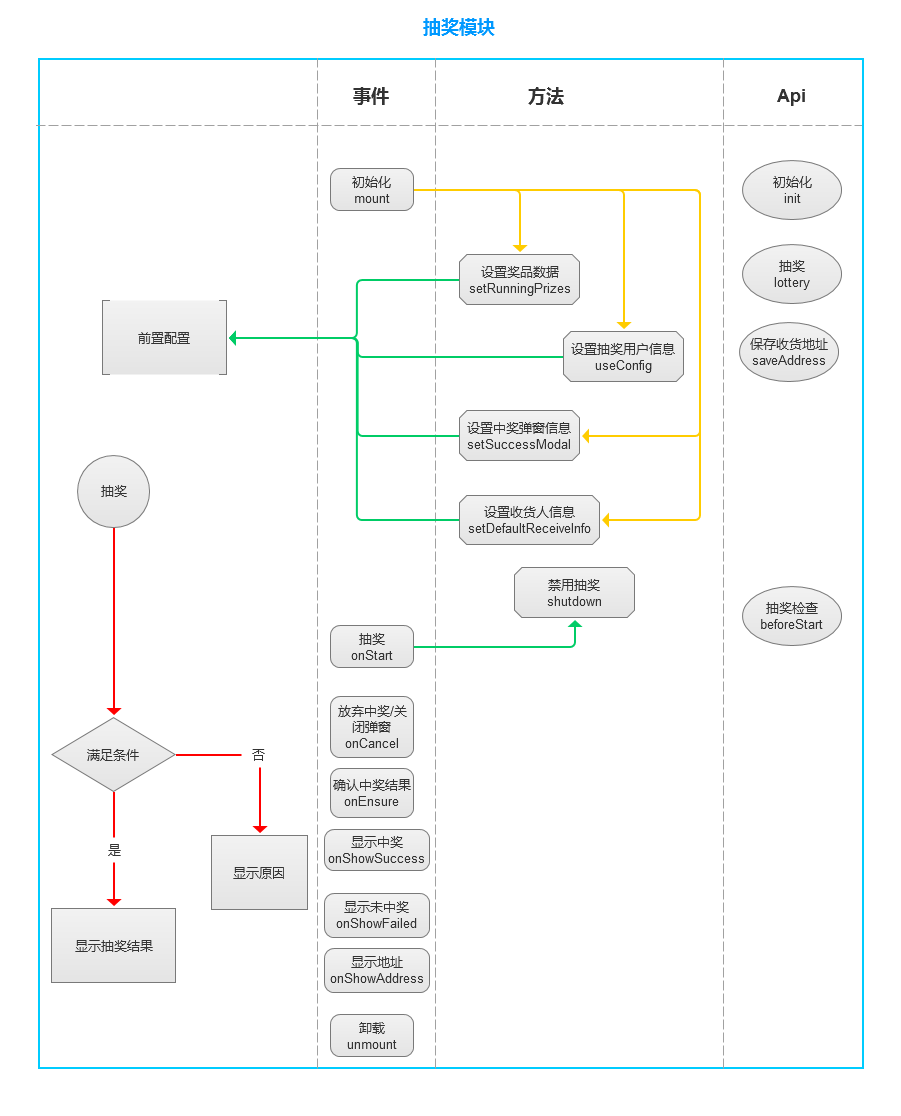 抽奖模块
事件
方法
Api
初始化
mount
初始化
init
设置奖品数据
setRunningPrizes
抽奖
lottery
前置配置
设置抽奖用户信息
useConfig
保存收货地址
saveAddress
设置中奖弹窗信息
setSuccessModal
抽奖
设置收货人信息
setDefaultReceiveInfo
禁用抽奖
shutdown
抽奖检查
beforeStart
抽奖
onStart
放弃中奖/关
闭弹窗
onCancel
满足条件
否
确认中奖结果
onEnsure
显示中奖
onShowSuccess
是
显示原因
显示未中奖
onShowFailed
显示抽奖结果
显示地址
onShowAddress
卸载
unmount